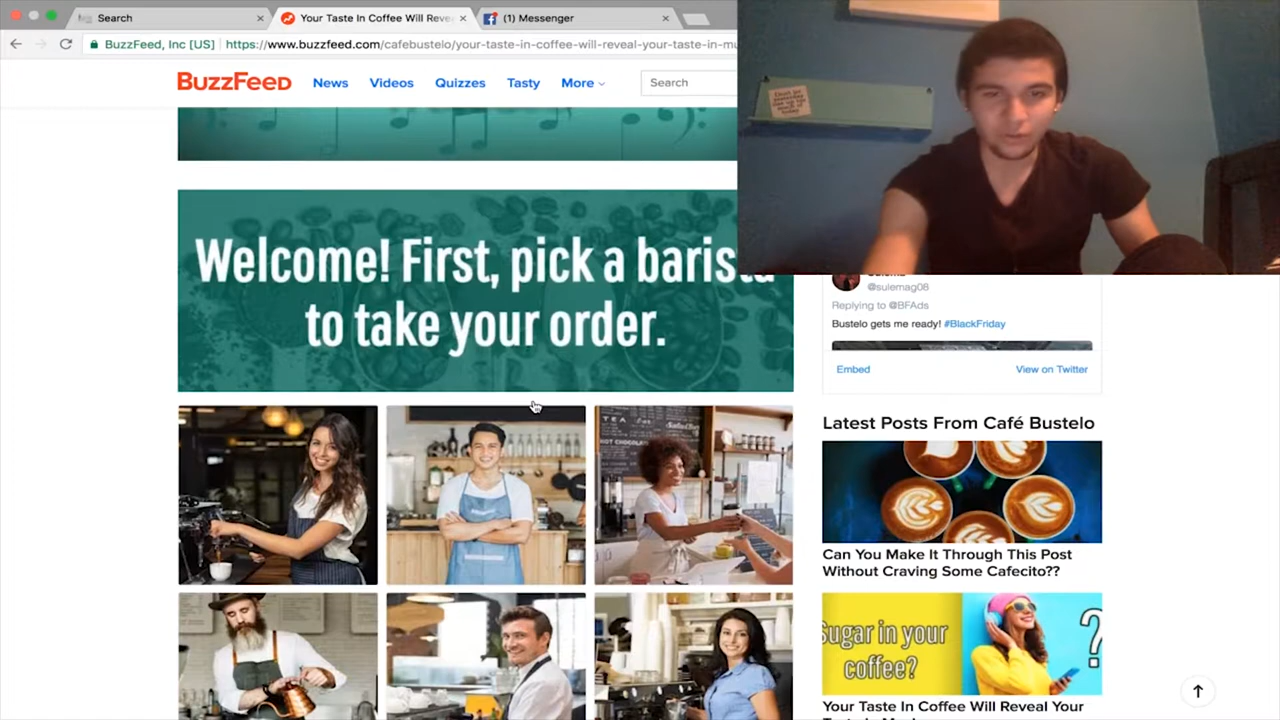 Search
Your Taste In Coffee Will Reve
(1) Messenger
BuzzFeed, Inc [US]
https://www.buzzfeed.com/cafebustelo/your-taste-in-coffee-will-reveal-your-taste-in-mu
BuzzFeed
News
Videos
Quizzes
Tasty
More
Search
Welcome! First, pick a barista
to take your order.
@sulemag08
Replying to @BFAds
Bustelo gets me ready! #BlackFriday
Embed
View on Twitter
Latest Posts From Café Bustelo
Can You Make It Through This Post
Without Craving Some Cafecito??
Sugar in your
coffee?
?
Your Taste In Coffee Will Reveal Your